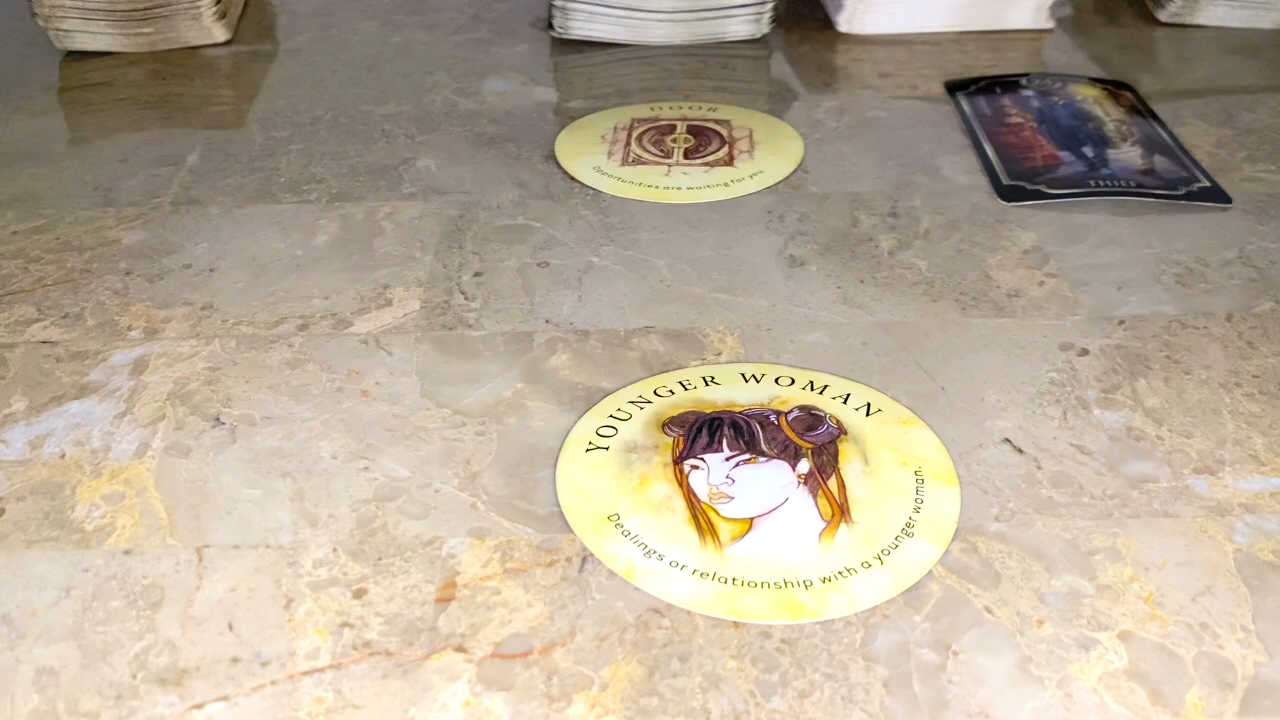 DOOR
Opportunities are waiting for you
THIEF
YOUNGER WOMAN
Dealings or relationship with a younger woman.